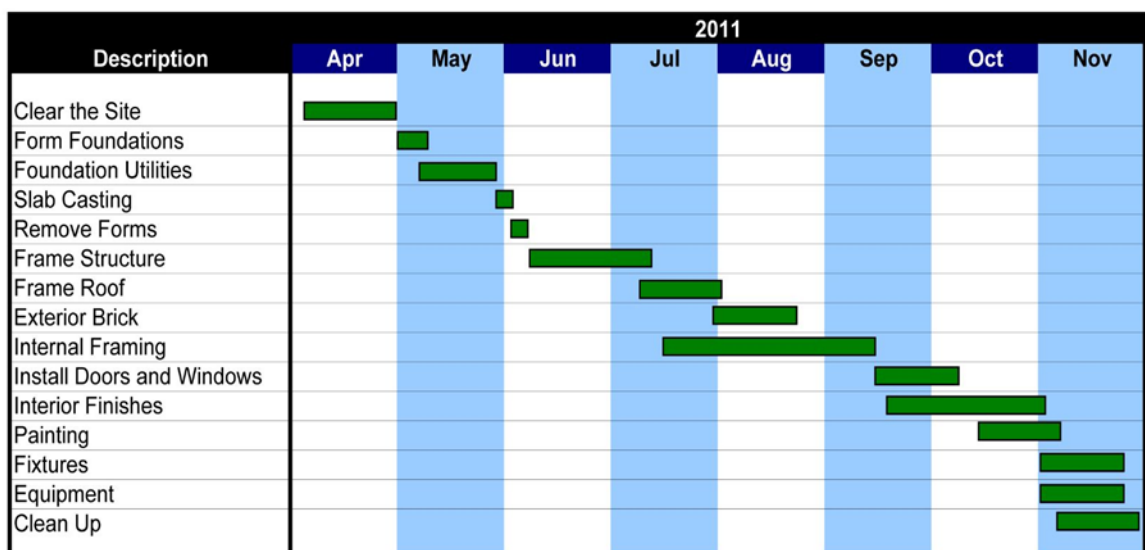 2011
Description Apr May Jun Jul Aug Sep Oct Nov
Clear the Site
Form Foundations
Foundation Utilities
Slab Casting
Remove Forms
Frame Structure
Frame Roof
Exterior Brick
Internal Framing
Install Doors and Windows
Interior Finishes
Painting
Fixtures
Equipment
Clean Up